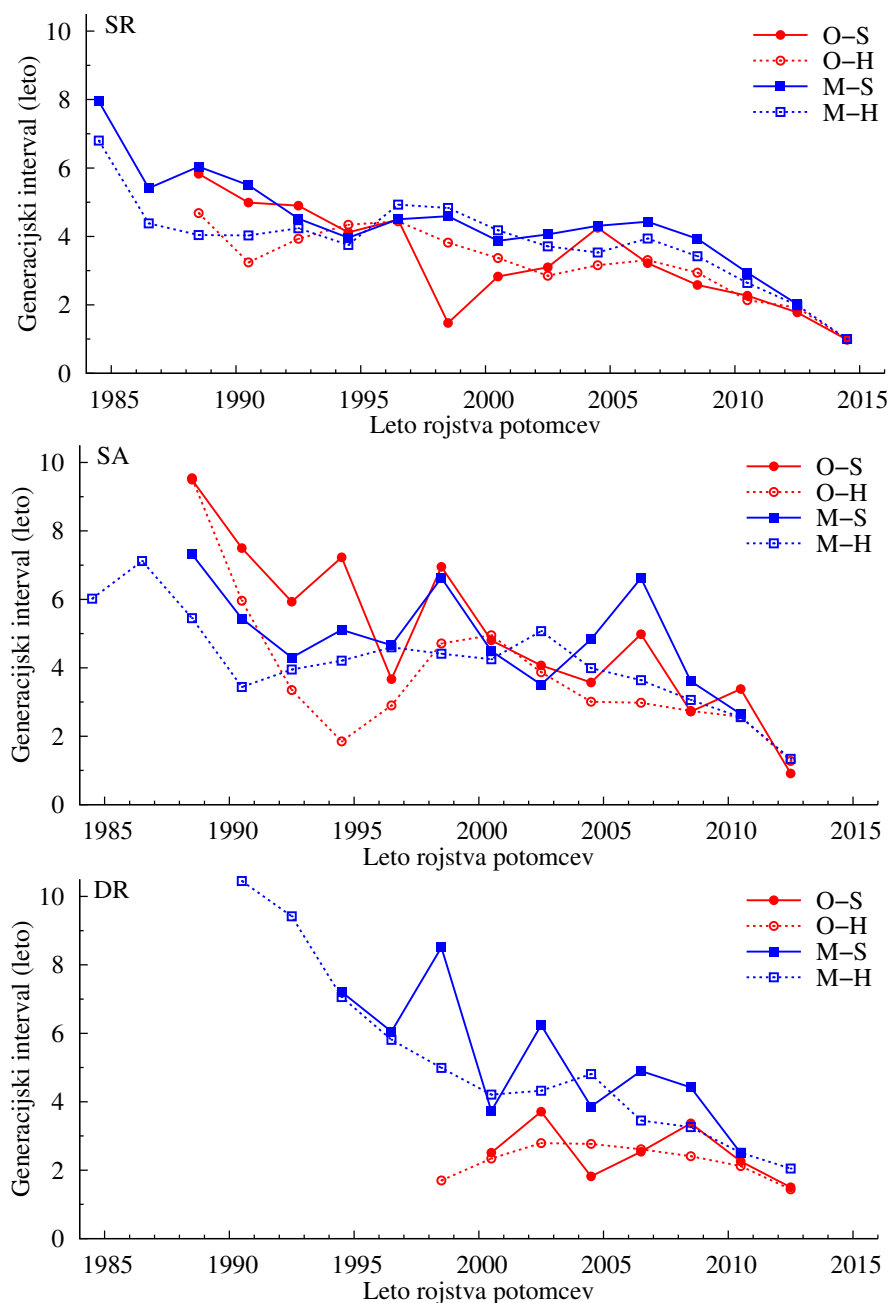 SR
O–S
O–H
M–S
M–H
Generacijski interval (leto)
10
8
6
4
2
0
1985 1990 1995 2000 2005 2010 2015
Leto rojstva potomcev
SA
O–S
O–H
M–S
M–H
Generacijski interval (leto)
10
8
6
4
2
0
1985 1990 1995 2000 2005 2010 2015
Leto rojstva potomcev
DR
O–S
O–H
M–S
M–H
Generacijski interval (leto)
10
8
6
4
2
0
1985 1990 1995 2000 2005 2010 2015
Leto rojstva potomcev